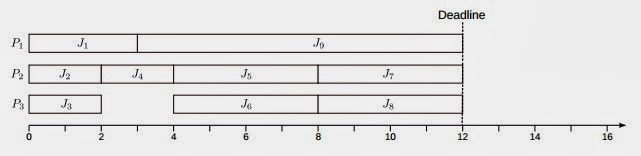 Deadline
P₁ J₁ J₉
P₂ J₂ J₄ J₅ J₇
P₃ J₃ J₆ J₈
0 2 4 6 8 10 12 14 16